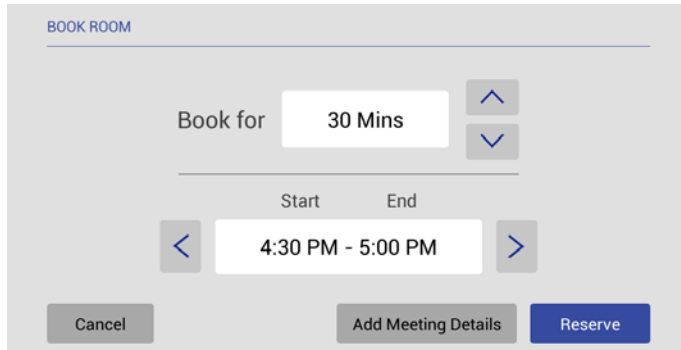 BOOK ROOM
Book for 30 Mins
Start End
4:30 PM - 5:00 PM
Cancel Add Meeting Details Reserve